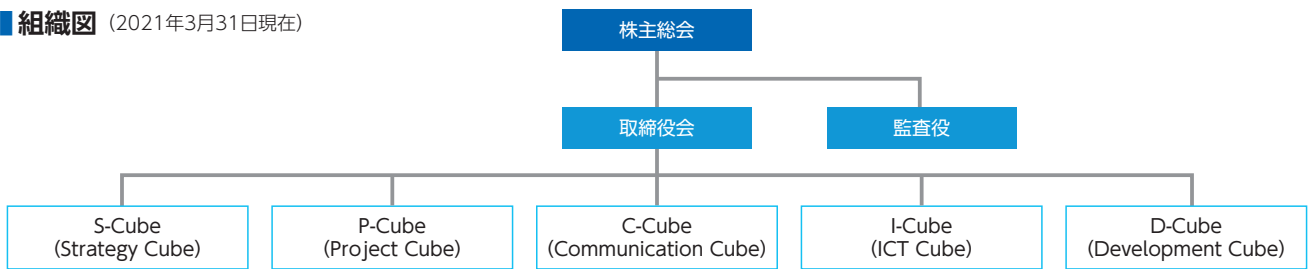 組織図（2021年3月31日現在）
株主総会
取締役会
監査役
S-Cube
(Strategy Cube)
P-Cube
(Project Cube)
C-Cube
(Communication Cube)
I-Cube
(ICT Cube)
D-Cube
(Development Cube)